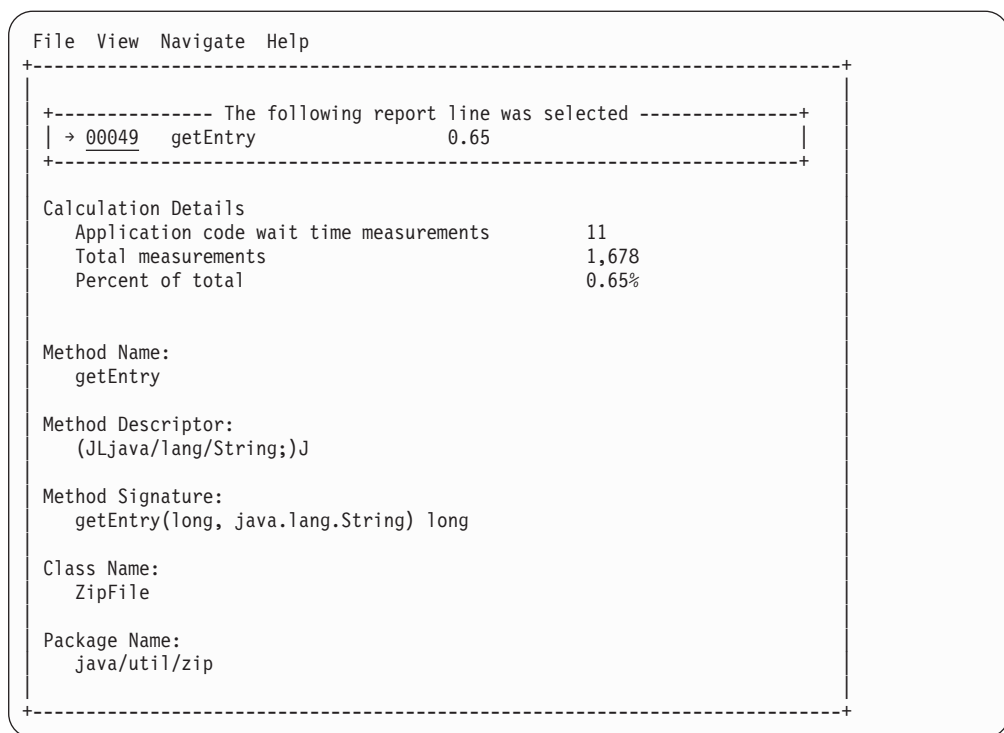 File  View  Navigate  Help
+----------------------------------------------------------------------------+
+--------------- The following report line was selected ---------------+
| → 00049   getEntry                  0.65                             |
+----------------------------------------------------------------------+
Calculation Details
Application code wait time measurements         11
Total measurements                              1,678
Percent of total                                0.65%
Method Name:
getEntry
Method Descriptor:
(JLjava/lang/String;)J
Method Signature:
getEntry(long, java.lang.String) long
Class Name:
ZipFile
Package Name:
java/util/zip
+----------------------------------------------------------------------------+